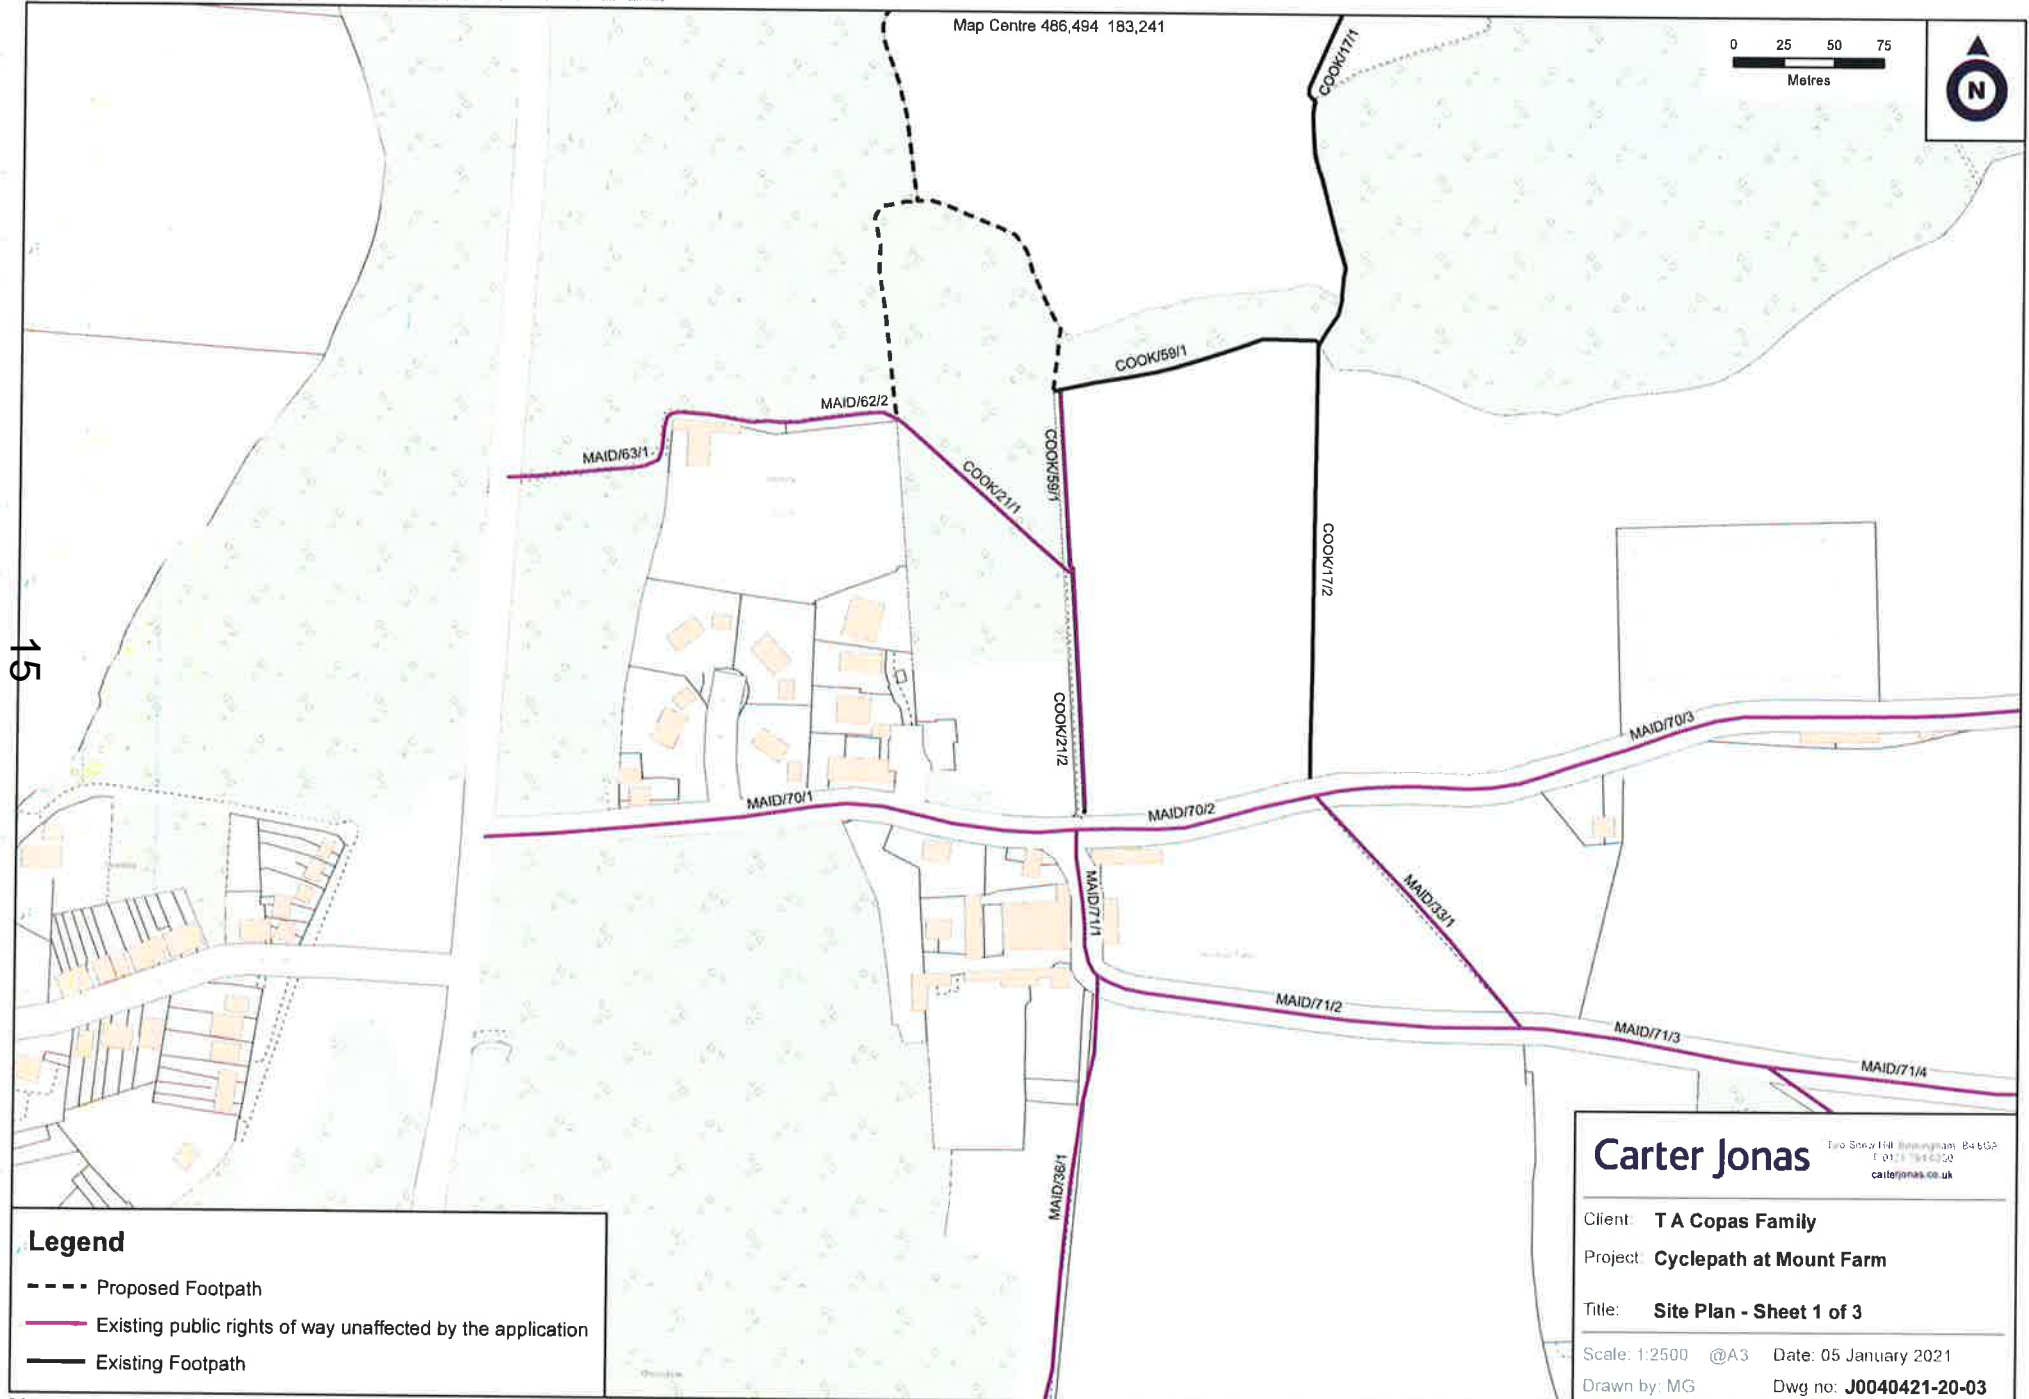 Map Centre 486,494 183,241
0 25 50 75
Metres
N
COOK/17/1
COOK/59/1
MAID/62/2
MAID/63/1
COOK/21/1
COOK/59/1
COOK/17/2
15
COOK/21/2
MAID/70/3
MAID/70/1
MAID/70/2
MAID/71/1
MAID/33/1
MAID/71/2
MAID/71/3
MAID/71/4
MAID/36/1
Legend
Proposed Footpath
Existing public rights of way unaffected by the application
Existing Footpath
Carter Jonas
carterjonas.co.uk
Client: T A Copas Family
Project: Cyclepath at Mount Farm
Title: Site Plan - Sheet 1 of 3
Scale: 1:2500 @A3 Date: 05 January 2021
Drawn by: MG Dwg no: J0040421-20-03